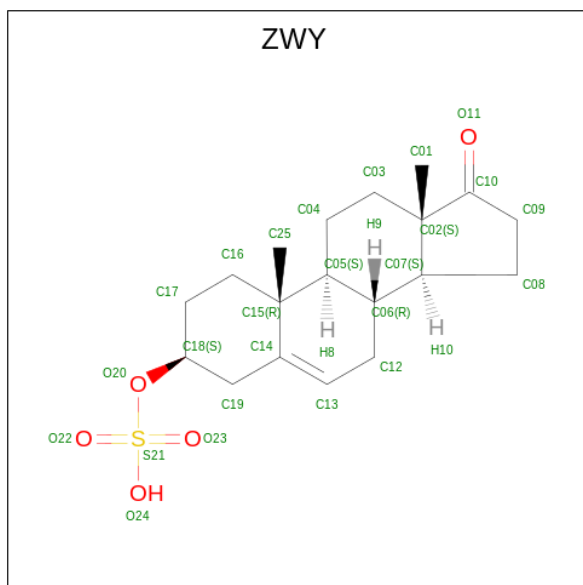 ZWY
O11
O
C01
C10
C03
C09
C04
H9
C02(S)
C25
H
C16
C05(S)
C07(S)
C08
C17
C15(R)
C06(R)
H
H
C18(S)
C14
H8
H10
O20
C12
O
C19
C13
O22
O
S
O
O23
S21
OH
O24